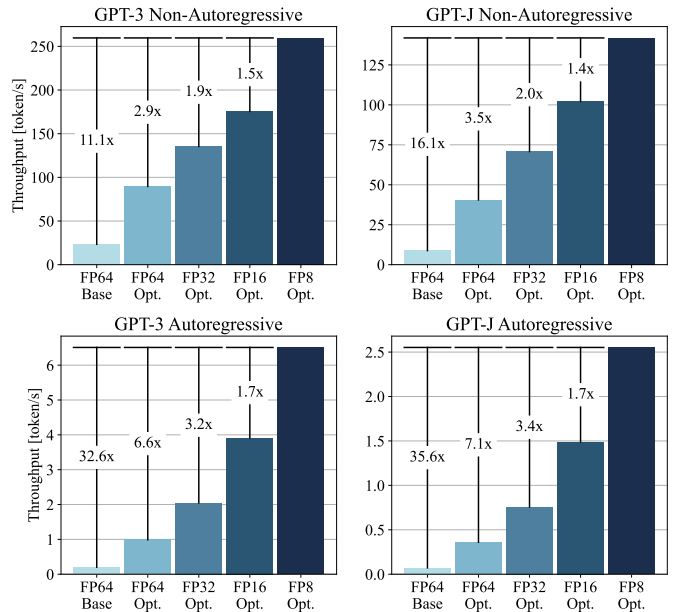 GPT-3 Non-Autoregressive
Throughput [token/s]
250
200
150
100
50
0
11.1x
2.9x
1.9x
1.5x
FP64 Base
FP64 Opt.
FP32 Opt.
FP16 Opt.
FP8 Opt.
GPT-J Non-Autoregressive
125
100
75
50
25
0
16.1x
3.5x
2.0x
1.4x
FP64 Base
FP64 Opt.
FP32 Opt.
FP16 Opt.
FP8 Opt.
GPT-3 Autoregressive
Throughput [token/s]
6
5
4
3
2
1
0
32.6x
6.6x
3.2x
1.7x
FP64 Base
FP64 Opt.
FP32 Opt.
FP16 Opt.
FP8 Opt.
GPT-J Autoregressive
2.5
2.0
1.5
1.0
0.5
0.0
35.6x
7.1x
3.4x
1.7x
FP64 Base
FP64 Opt.
FP32 Opt.
FP16 Opt.
FP8 Opt.